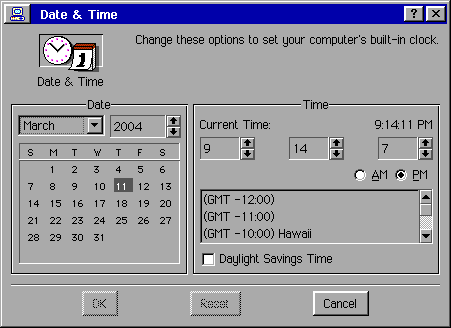 Date & Time
Change these options to set your computer's built-in clock.
Date & Time
Date
March
2004
S M T W T F S
1 2 3 4 5 6
7 8 9 10 11 12 13
14 15 16 17 18 19 20
21 22 23 24 25 26 27
28 29 30 31
Time
Current Time: 9:14:11 PM
9 14 7
AM PM
(GMT -12:00)
(GMT -11:00)
(GMT -10:00) Hawaii
Daylight Savings Time
OK Reset Cancel